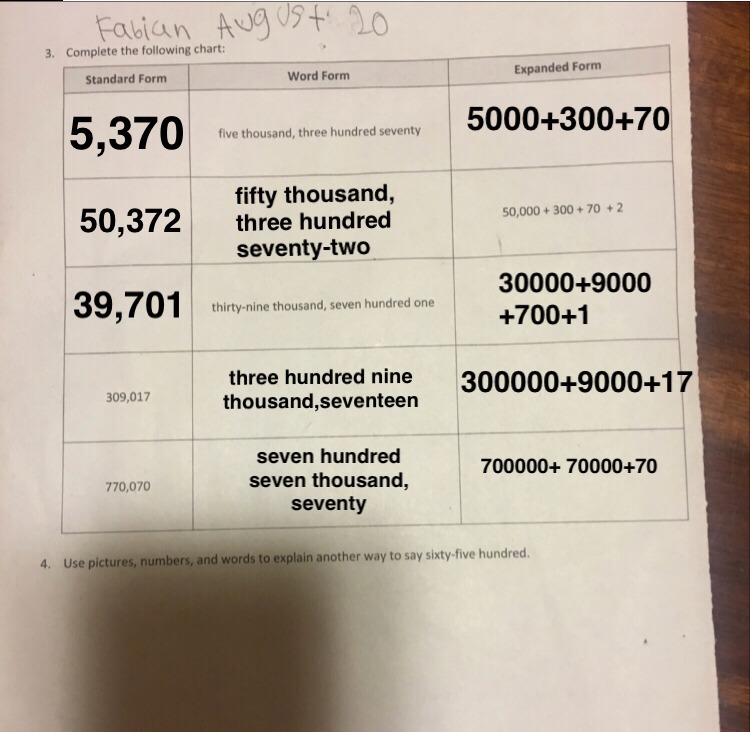 Fabian August 20
3. Complete the following chart:
Standard Form Word Form Expanded Form
5,370 five thousand, three hundred seventy 5000+300+70
50,372 fifty thousand, three hundred seventy-two 50,000 + 300 + 70 + 2
39,701 thirty-nine thousand, seven hundred one 30000+9000 +700+1
309,017 three hundred nine thousand,seventeen 300000+9000+17
770,070 seven hundred seven thousand, seventy 700000+ 70000+70
4. Use pictures, numbers, and words to explain another way to say sixty-five hundred.